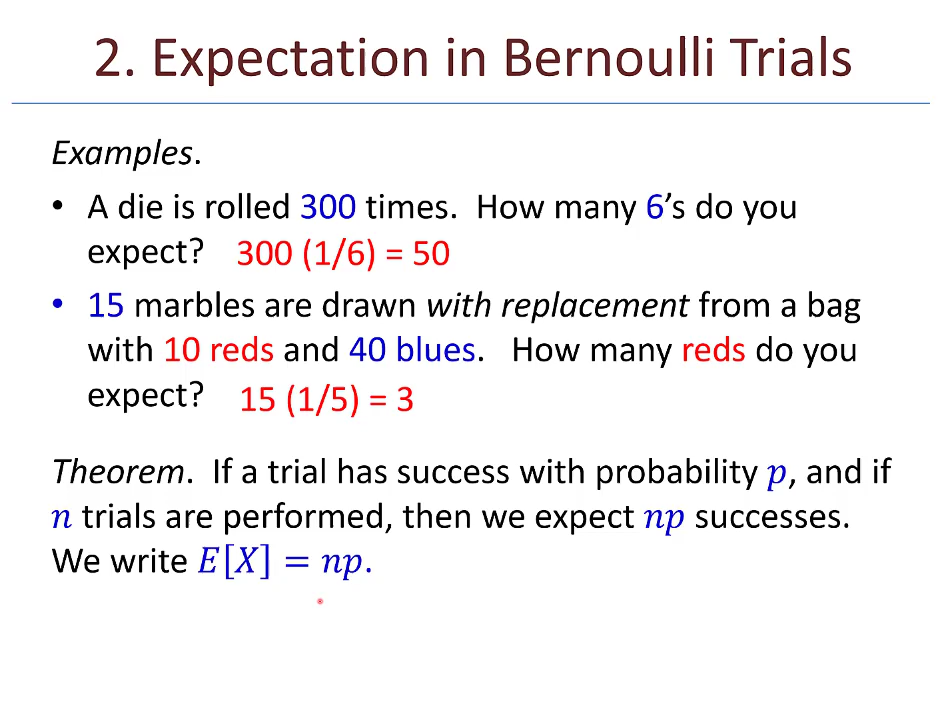 2. Expectation in Bernoulli Trials
Examples.
• A die is rolled 300 times.  How many 6’s do you
expect?  300 (1/6) = 50
• 15 marbles are drawn with replacement from a bag
with 10 reds and 40 blues.  How many reds do you
expect?  15 (1/5) = 3
Theorem.  If a trial has success with probability p, and if
n trials are performed, then we expect np successes.
We write E[X] = np.